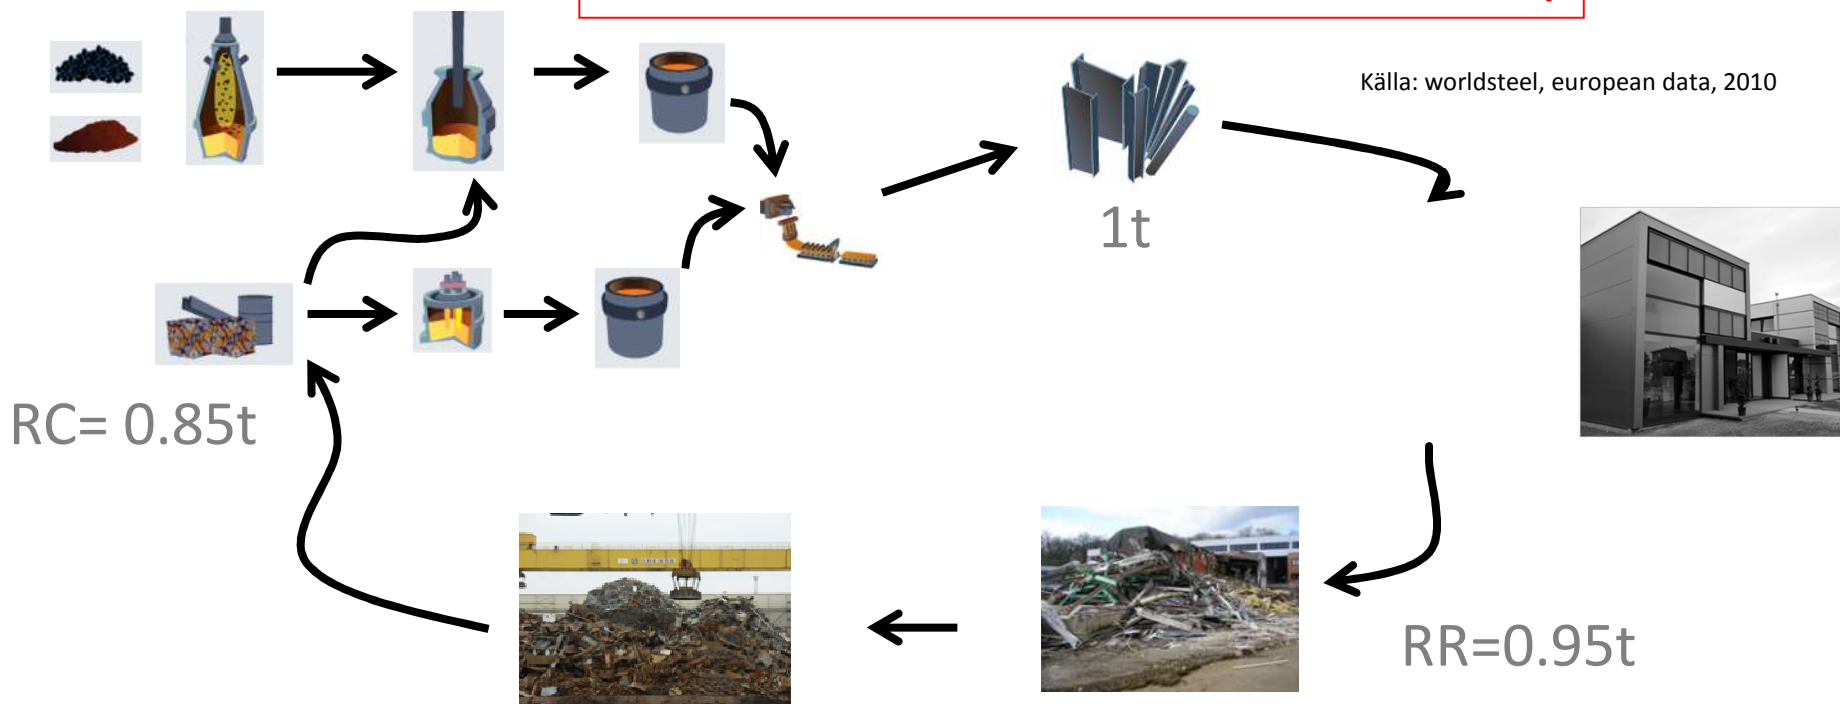 Källa: worldsteel, european data, 2010
1t
RC= 0.85t
RR=0.95t